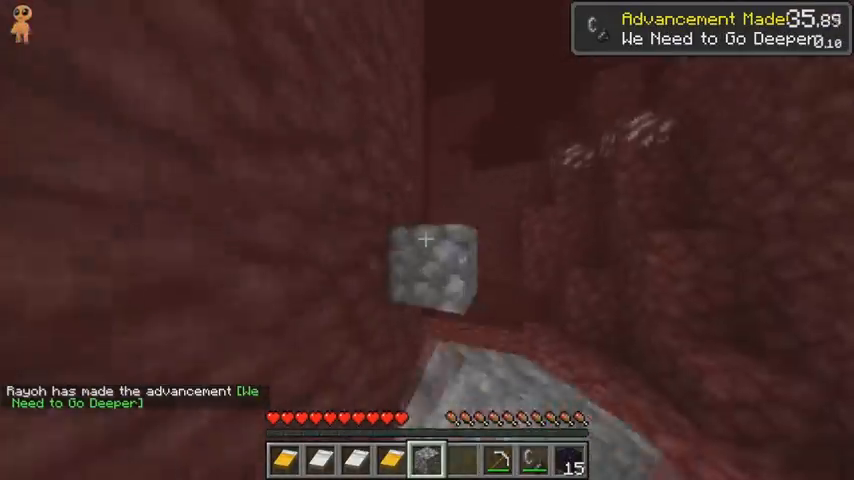 Advancement Made 35.89
We Need to Go Deeper 0.10
Rayoh has made the advancement [We
Need to Go Deeper]
15